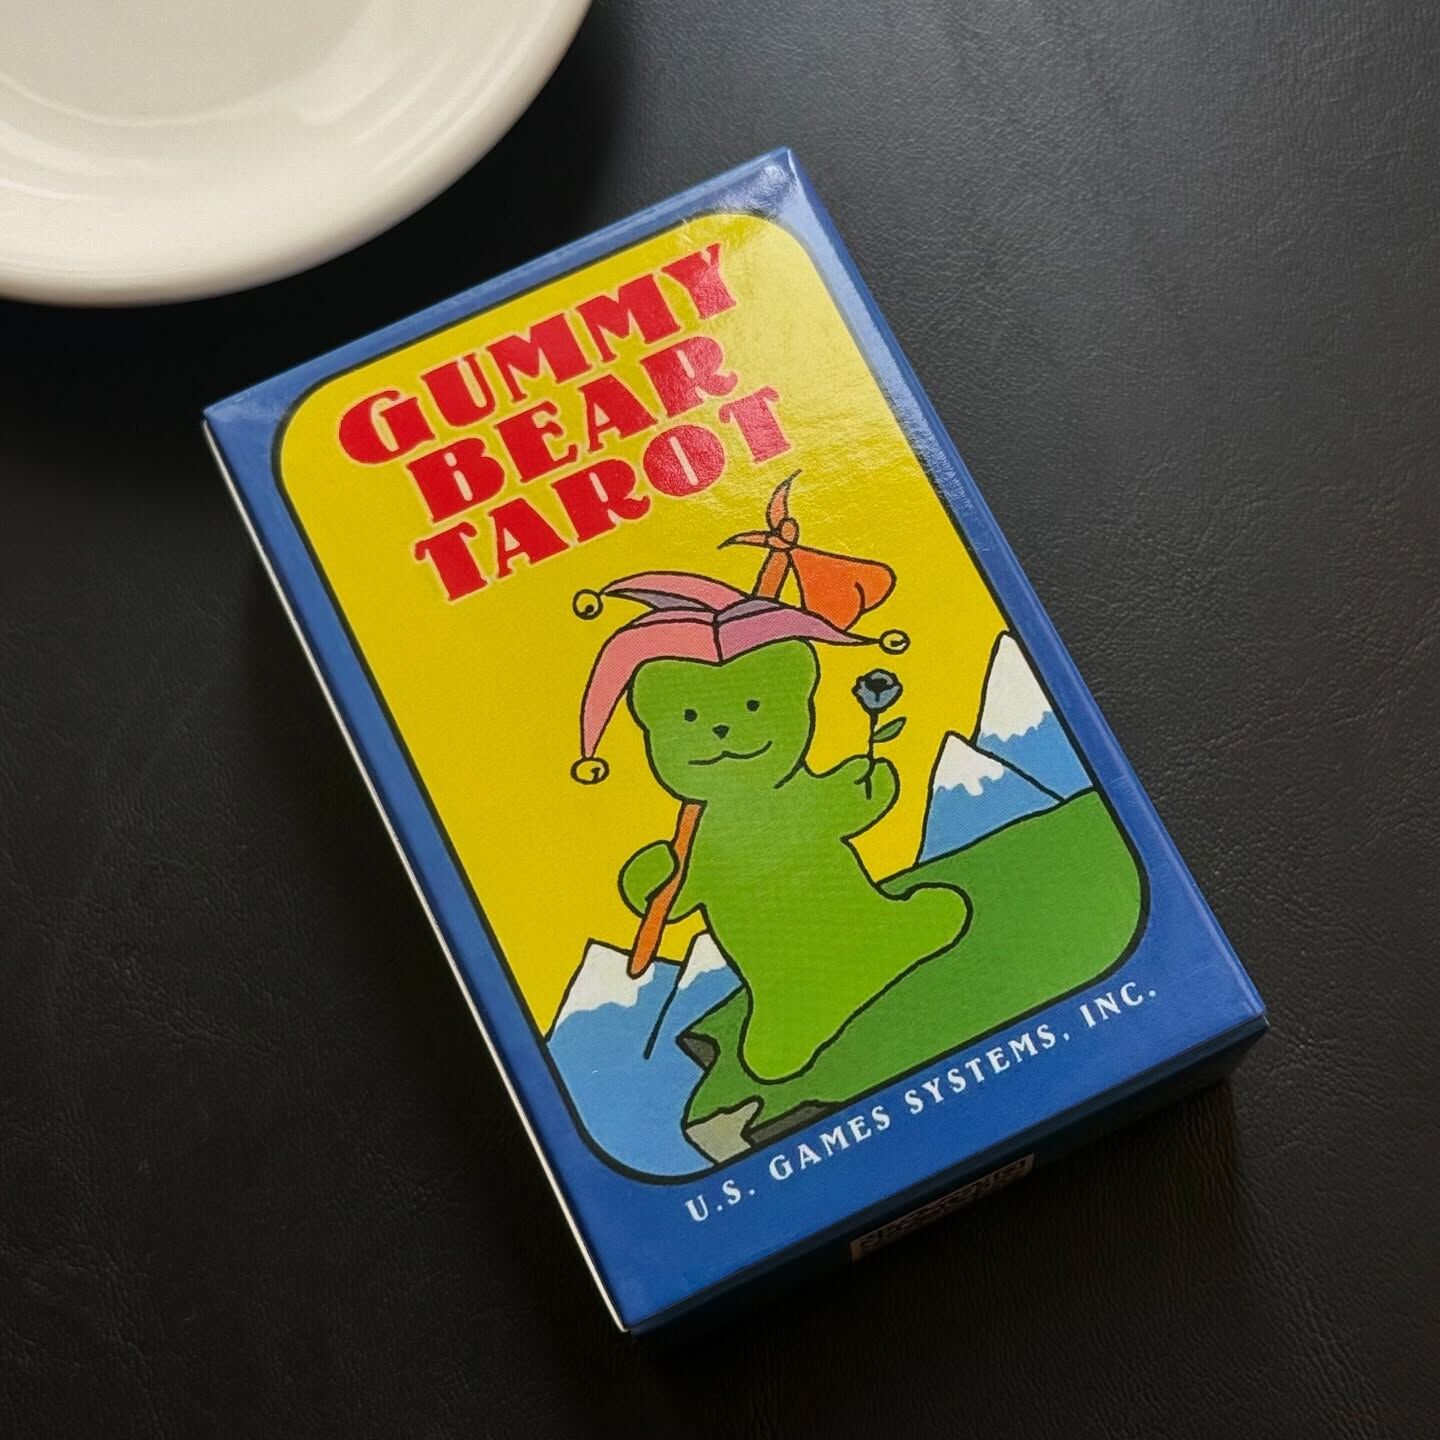 GUMMY
BEAR
TAROT
U.S. GAMES SYSTEMS, INC.